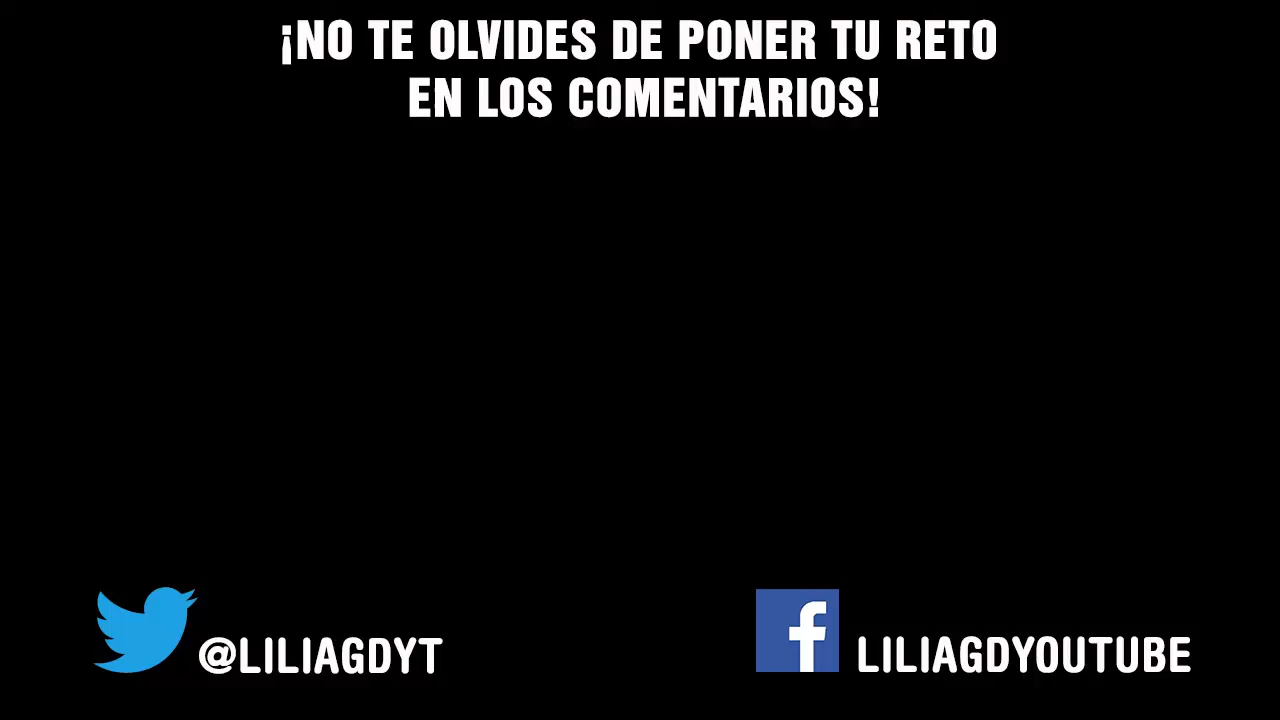 ¡NO TE OLVIDES DE PONER TU RETO
EN LOS COMENTARIOS!
@LILIAGDYT
LILIAGDYOUTUBE